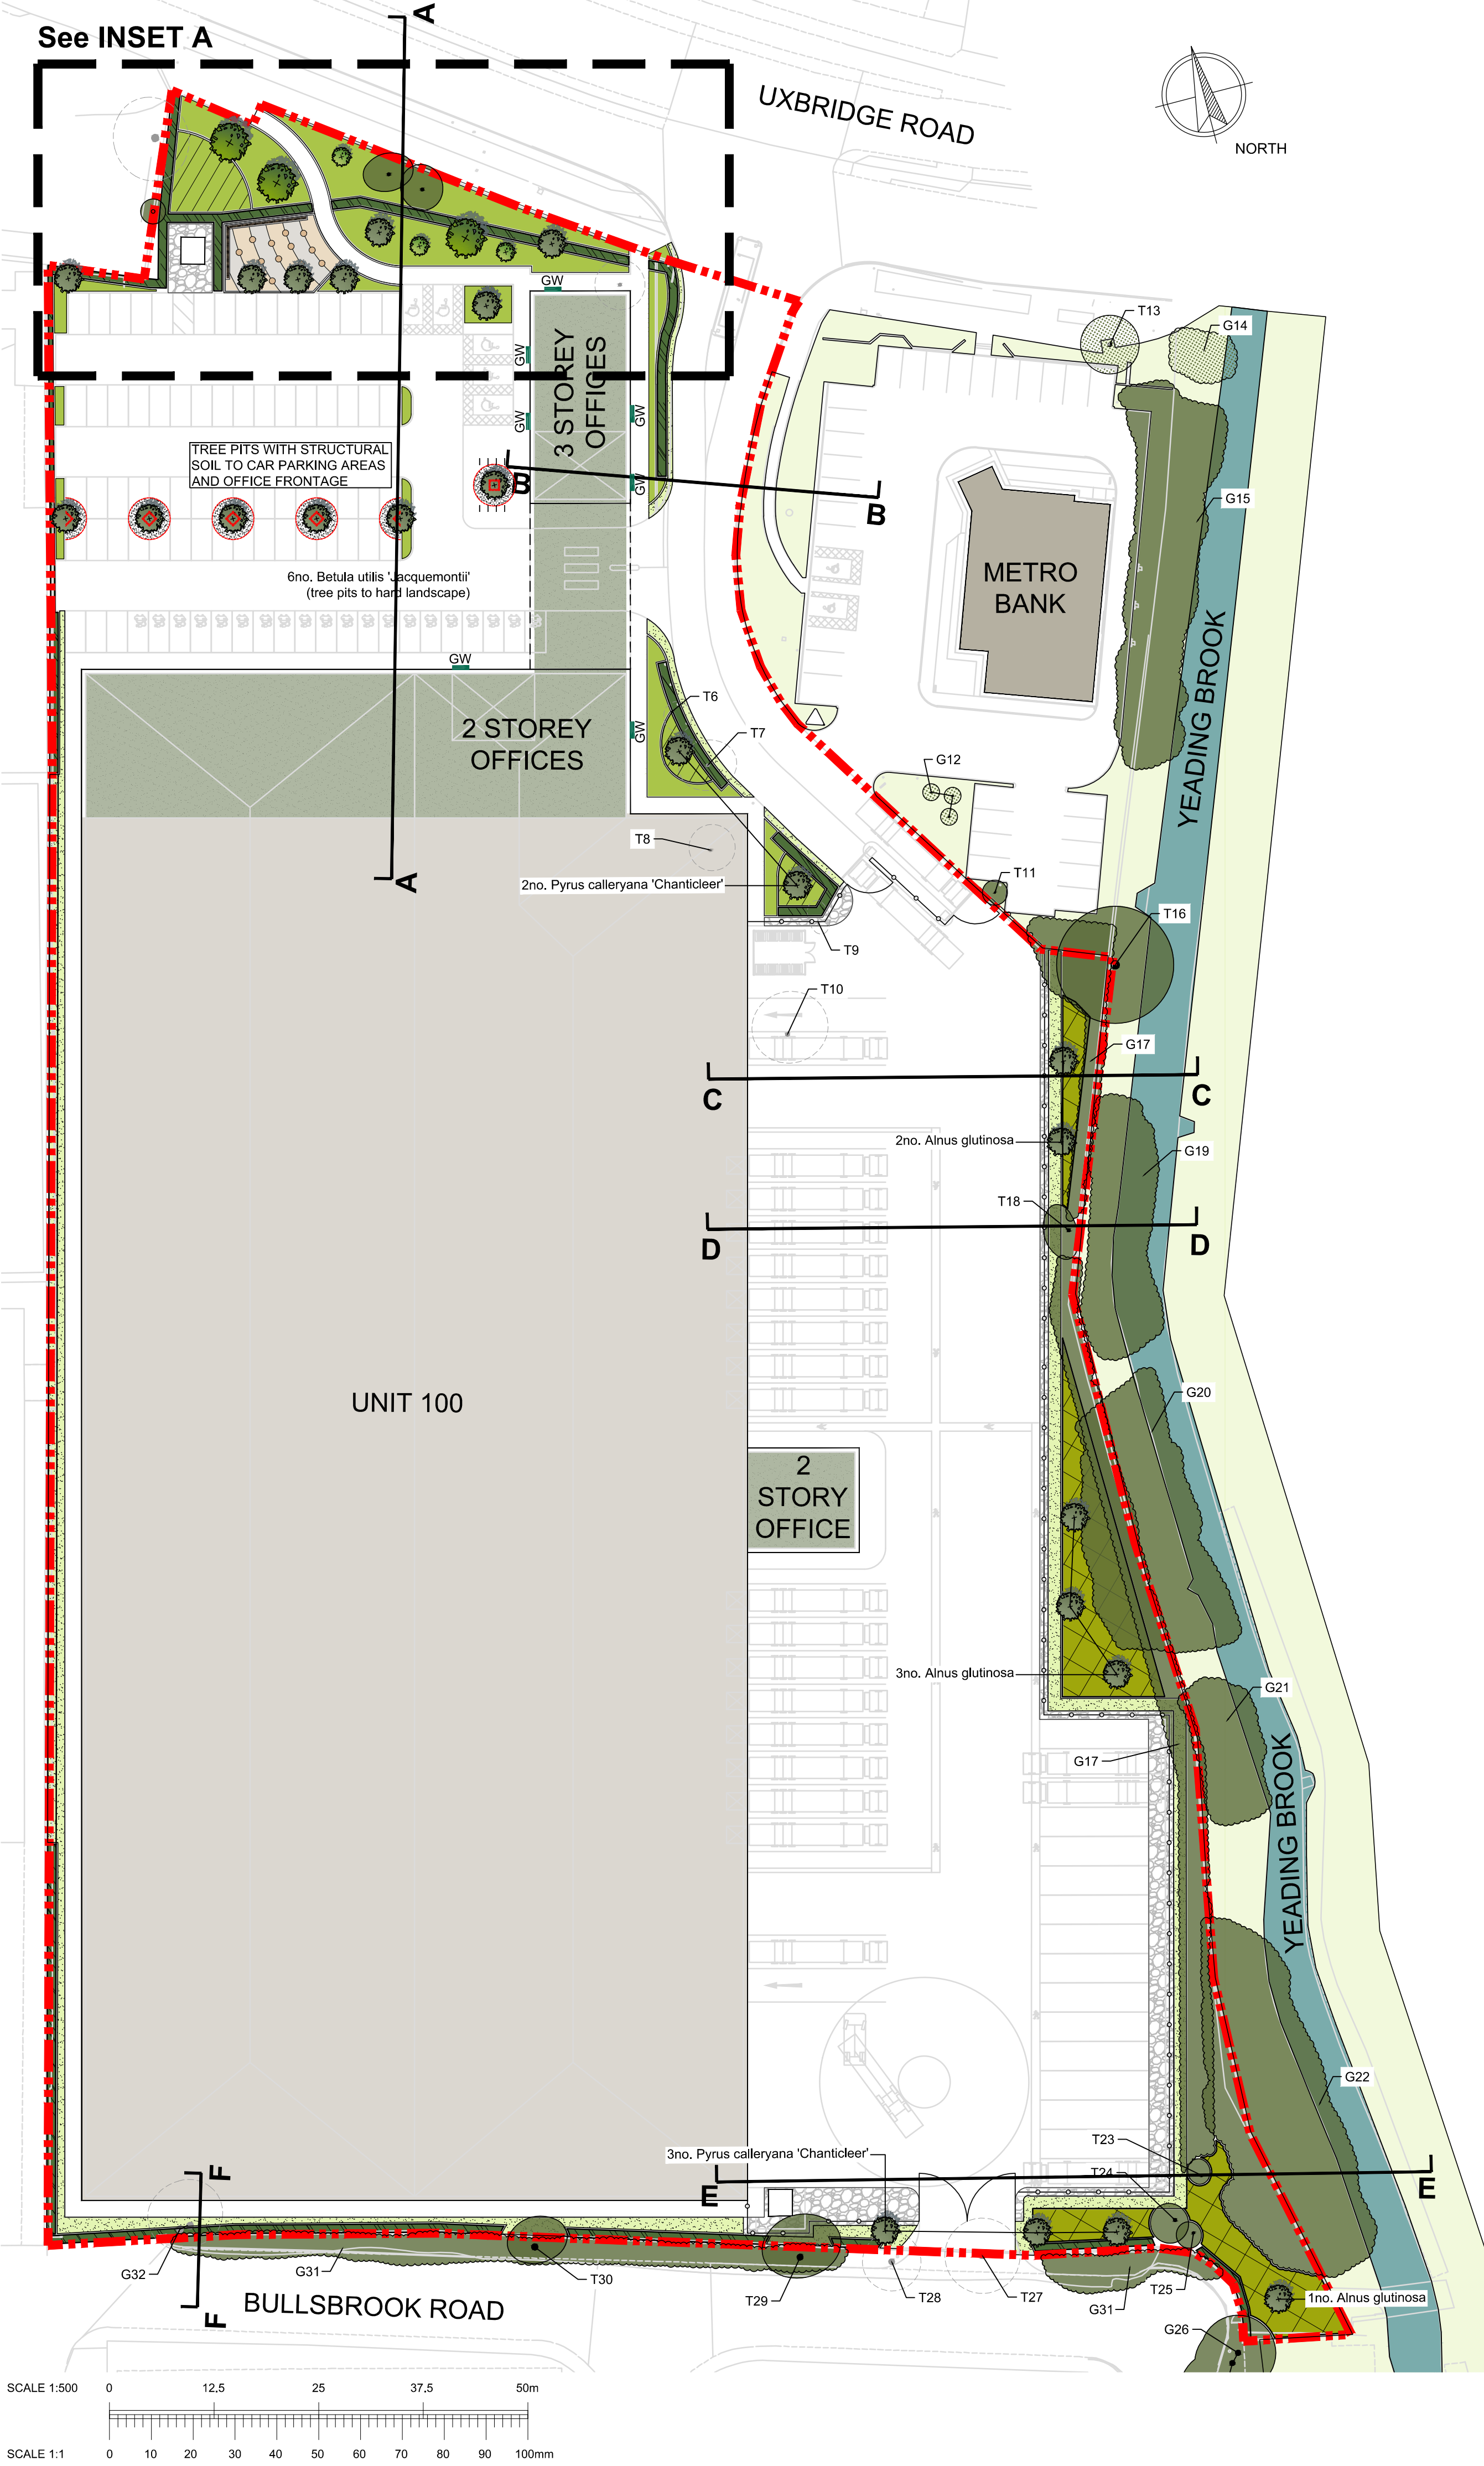 A
See INSET A
UXBRIDGE ROAD
NORTH
GW
T13
G14
GW
3 STOREY
OFFICES
GW
GW
TREE PITS WITH STRUCTURAL
SOIL TO CAR PARKING AREAS
AND OFFICE FRONTAGE
B
GW
B
G15
METRO
BANK
6no. Betula utilis 'Jacquemontii'
(tree pits to hard landscape)
YEADING BROOK
GW
T6
2 STOREY
OFFICES
GW
T7
G12
T8
A
2no. Pyrus calleryana 'Chanticleer'
T11
T16
T9
T10
G17
C
C
2no. Alnus glutinosa
G19
T18
D
D
UNIT 100
G20
2
STORY
OFFICE
3no. Alnus glutinosa
G21
G17
YEADING BROOK
G22
T23
3no. Pyrus calleryana 'Chanticleer'
T24
F
E
E
G32
G31
T30
T29
T28
T27
T25
G31
1no. Alnus glutinosa
F
BULLSBROOK ROAD
G26
SCALE 1:500 0 12.5 25 37.5 50m
SCALE 1:1 0 10 20 30 40 50 60 70 80 90 100mm